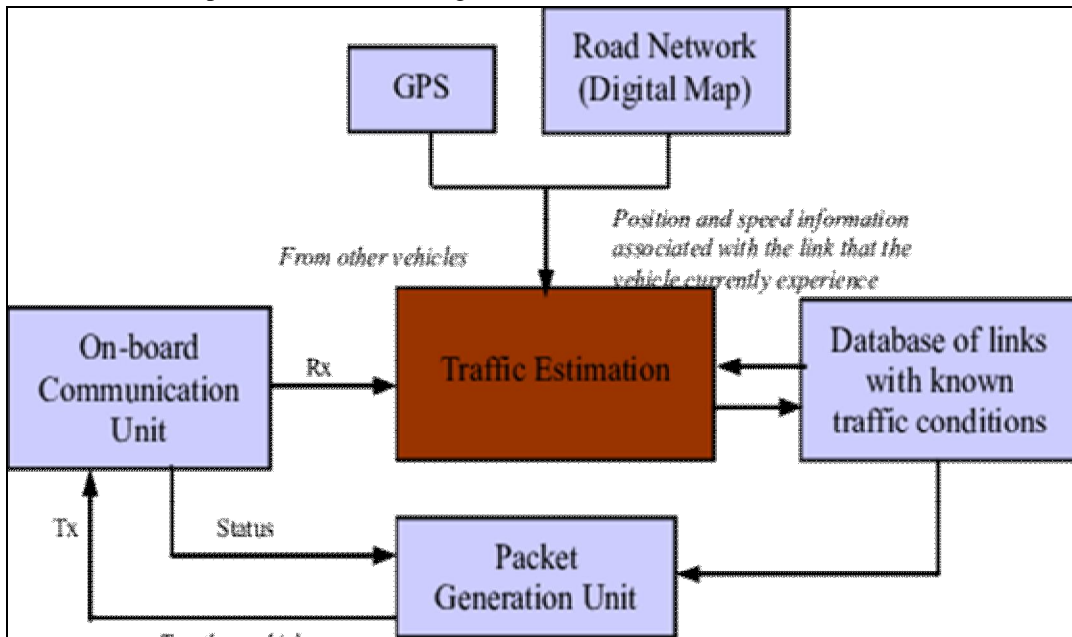 GPS
Road Network
(Digital Map)
From other vehicles
Position and speed information
associated with the link that the
vehicle currently experience
On-board
Communication
Unit
Rx
Traffic Estimation
Database of links
with known
traffic conditions
Tx
Status
Packet
Generation Unit